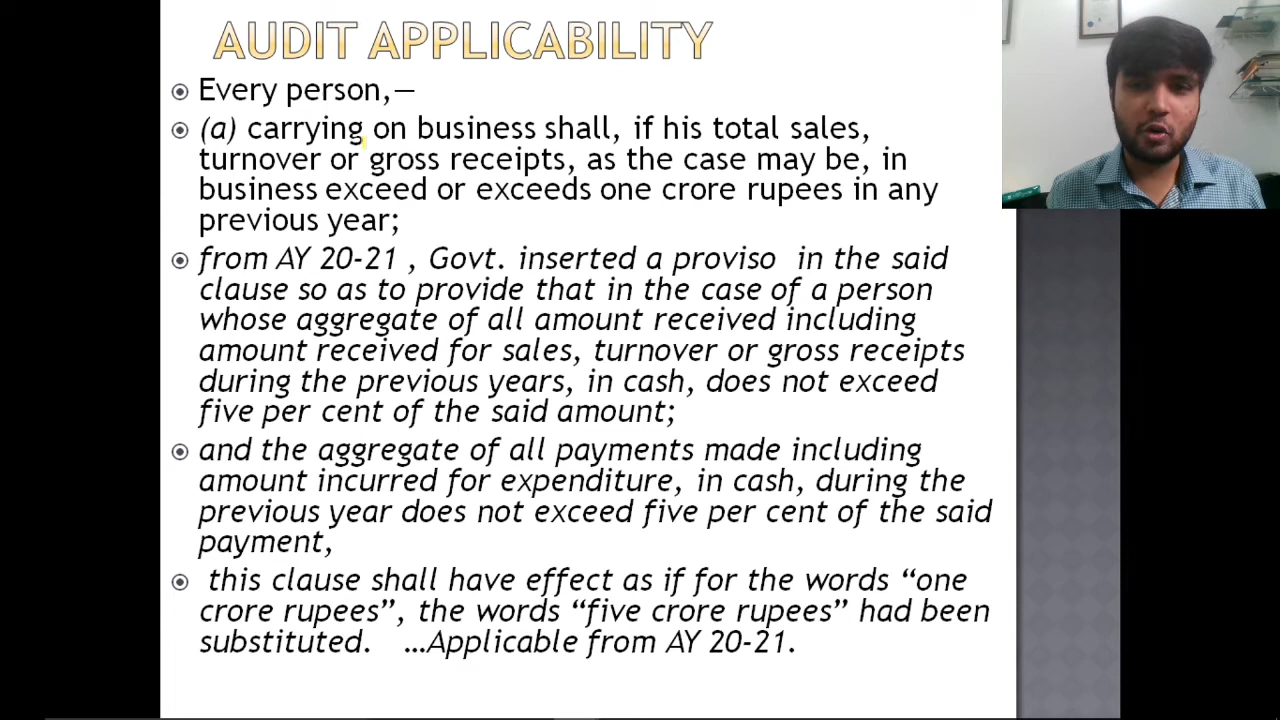 AUDIT APPLICABILITY
Every person,—
(a) carrying on business shall, if his total sales,
turnover or gross receipts, as the case may be, in
business exceed or exceeds one crore rupees in any
previous year;
from AY 20-21 , Govt. inserted a proviso in the said
clause so as to provide that in the case of a person
whose aggregate of all amount received including
amount received for sales, turnover or gross receipts
during the previous years, in cash, does not exceed
five per cent of the said amount;
and the aggregate of all payments made including
amount incurred for expenditure, in cash, during the
previous year does not exceed five per cent of the said
payment,
this clause shall have effect as if for the words “one
crore rupees”, the words “five crore rupees” had been
substituted. …Applicable from AY 20-21.